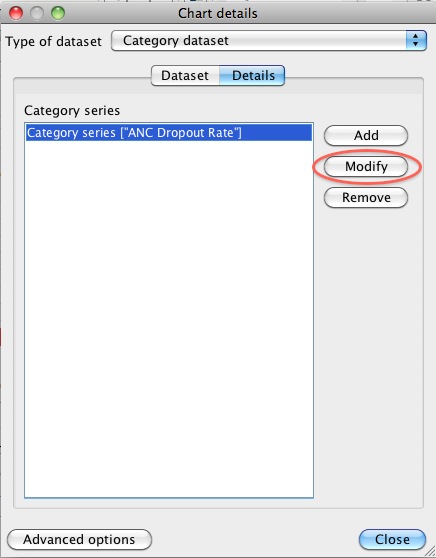 Chart details
Type of dataset Category dataset
Dataset Details
Category series
Category series ["ANC Dropout Rate"]
Add
Modify
Remove
Advanced options Close